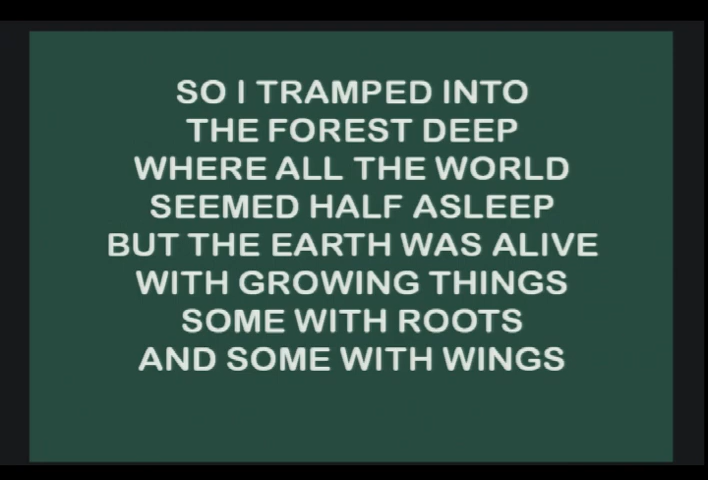 SO I TRAMPED INTO
THE FOREST DEEP
WHERE ALL THE WORLD
SEEMED HALF ASLEEP
BUT THE EARTH WAS ALIVE
WITH GROWING THINGS
SOME WITH ROOTS
AND SOME WITH WINGS